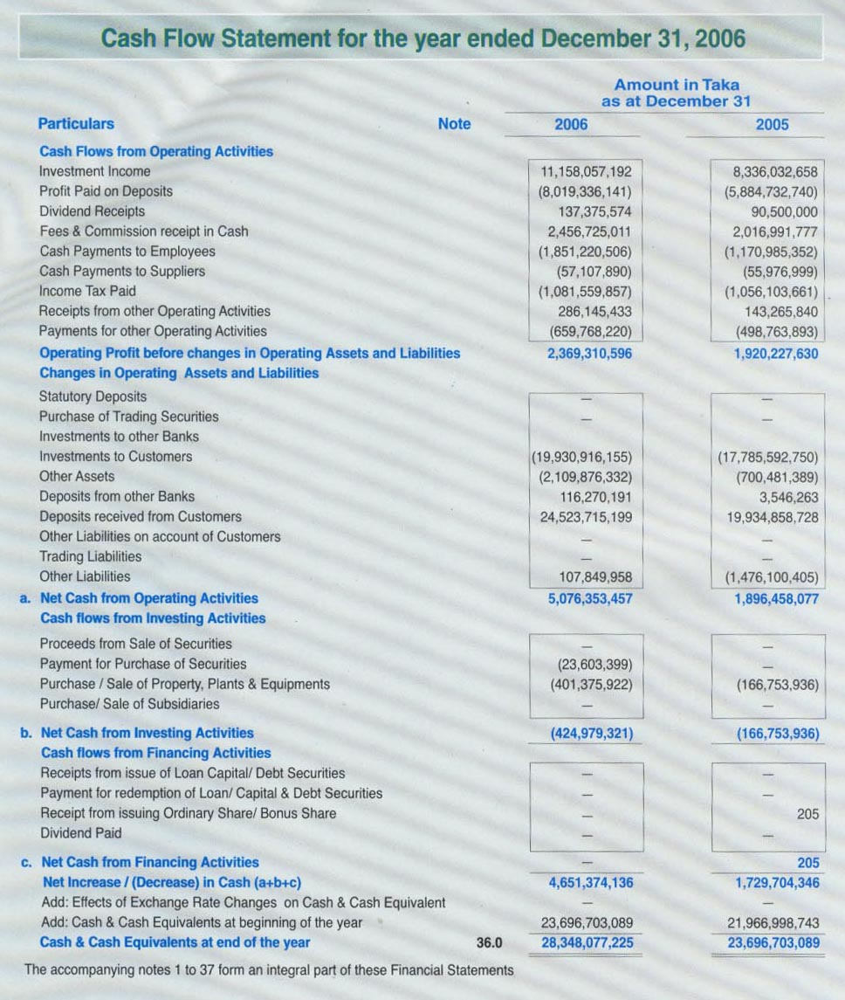 Cash Flow Statement for the year ended December 31, 2006
Amount in Taka
as at December 31
Particulars Note 2006 2005
Cash Flows from Operating Activities
Investment Income 11,158,057,192 8,336,032,658
Profit Paid on Deposits (8,019,336,141) (5,884,732,740)
Dividend Receipts 137,375,574 90,500,000
Fees & Commission receipt in Cash 2,456,725,011 2,016,991,777
Cash Payments to Employees (1,851,220,506) (1,170,985,352)
Cash Payments to Suppliers (57,107,890) (55,976,999)
Income Tax Paid (1,081,559,857) (1,056,103,661)
Receipts from other Operating Activities 286,145,433 143,265,840
Payments for other Operating Activities (659,768,220) (498,763,893)
Operating Profit before changes in Operating Assets and Liabilities 2,369,310,596 1,920,227,630
Changes in Operating Assets and Liabilities
Statutory Deposits — —
Purchase of Trading Securities — —
Investments to other Banks
Investments to Customers (19,930,916,155) (17,785,592,750)
Other Assets (2,109,876,332) (700,481,389)
Deposits from other Banks 116,270,191 3,546,263
Deposits received from Customers 24,523,715,199 19,934,858,728
Other Liabilities on account of Customers — —
Trading Liabilities — —
Other Liabilities 107,849,958 (1,476,100,405)
a. Net Cash from Operating Activities 5,076,353,457 1,896,458,077
Cash flows from Investing Activities
Proceeds from Sale of Securities — —
Payment for Purchase of Securities (23,603,399) —
Purchase / Sale of Property, Plants & Equipments (401,375,922) (166,753,936)
Purchase/ Sale of Subsidiaries — —
b. Net Cash from Investing Activities (424,979,321) (166,753,936)
Cash flows from Financing Activities
Receipts from issue of Loan Capital/ Debt Securities — —
Payment for redemption of Loan/ Capital & Debt Securities — —
Receipt from issuing Ordinary Share/ Bonus Share — 205
Dividend Paid — —
c. Net Cash from Financing Activities — 205
Net Increase / (Decrease) in Cash (a+b+c) 4,651,374,136 1,729,704,346
Add: Effects of Exchange Rate Changes on Cash & Cash Equivalent — —
Add: Cash & Cash Equivalents at beginning of the year 23,696,703,089 21,966,998,743
Cash & Cash Equivalents at end of the year 36.0 28,348,077,225 23,696,703,089
The accompanying notes 1 to 37 form an integral part of these Financial Statements